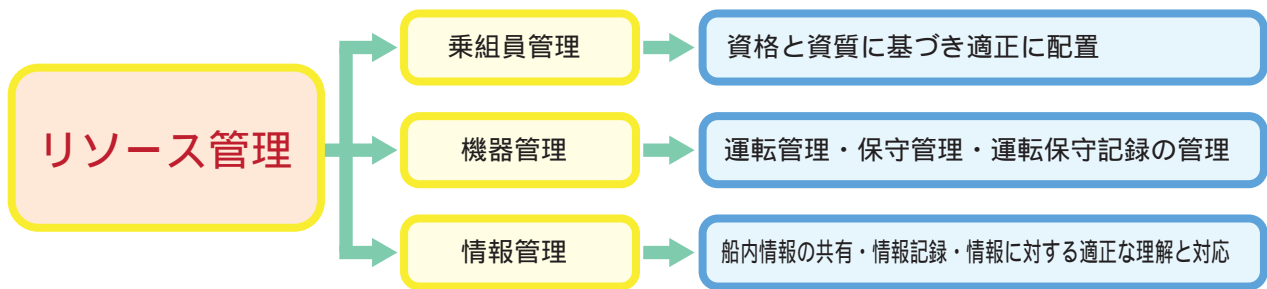 リソース管理
乗組員管理
資格と資質に基づき適正に配置
機器管理
運転管理・保守管理・運転保守記録の管理
情報管理
船内情報の共有・情報記録・情報に対する適正な理解と対応